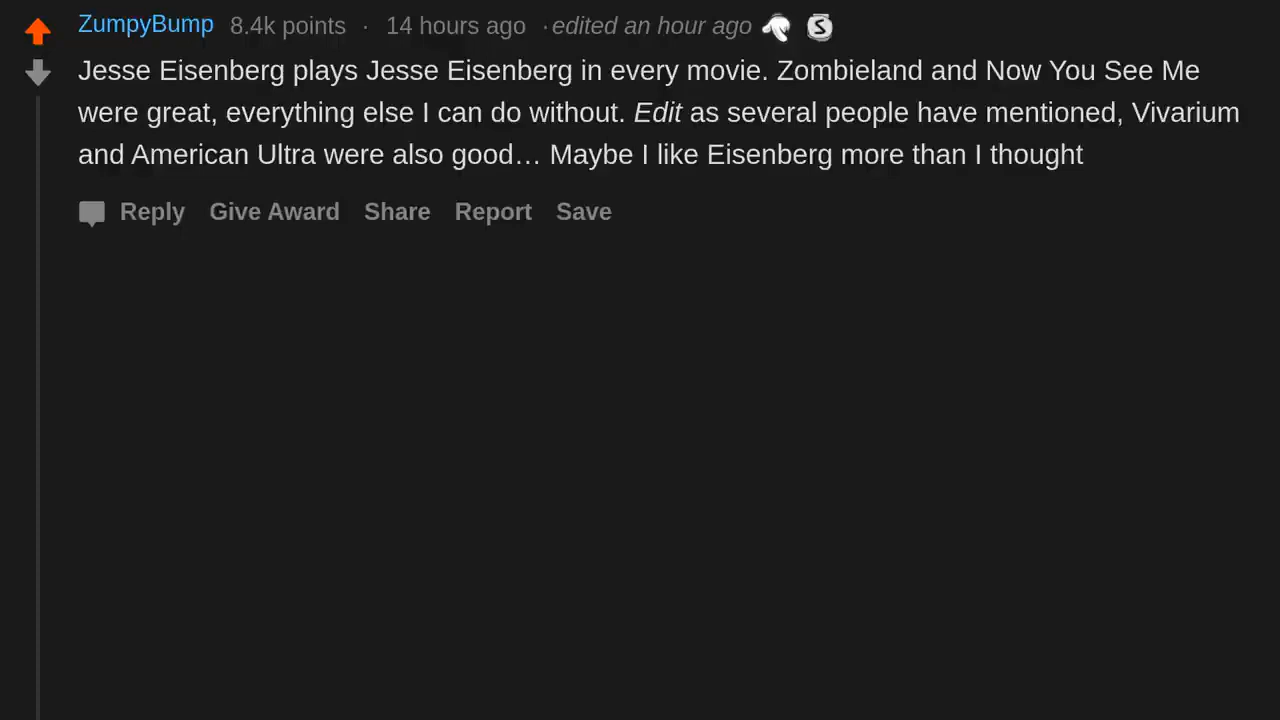 ZumpyBump 8.4k points · 14 hours ago · edited an hour ago
Jesse Eisenberg plays Jesse Eisenberg in every movie. Zombieland and Now You See Me
were great, everything else I can do without. Edit as several people have mentioned, Vivarium
and American Ultra were also good… Maybe I like Eisenberg more than I thought
Reply Give Award Share Report Save